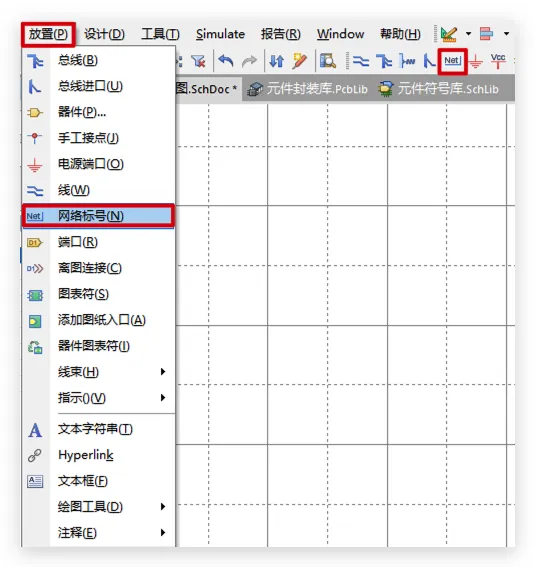 放置(P) 设计(D) 工具(T) Simulate 报告(R) Window 帮助(H)
Net Vcc
图.SchDoc * 元件封装库.PcbLib 元件符号库.SchLib
总线(B)
总线进口(U)
器件(P)...
手工接点(J)
电源端口(O)
线(W)
Net 网络标号(N)
D1 端口(R)
D1 离图连接(C)
图表符(S)
添加图纸入口(A)
器件图表符(I)
线束(H)
指示()(V)
A 文本字符串(T)
Hyperlink
A 文本框(F)
绘图工具(D)
注释(E)